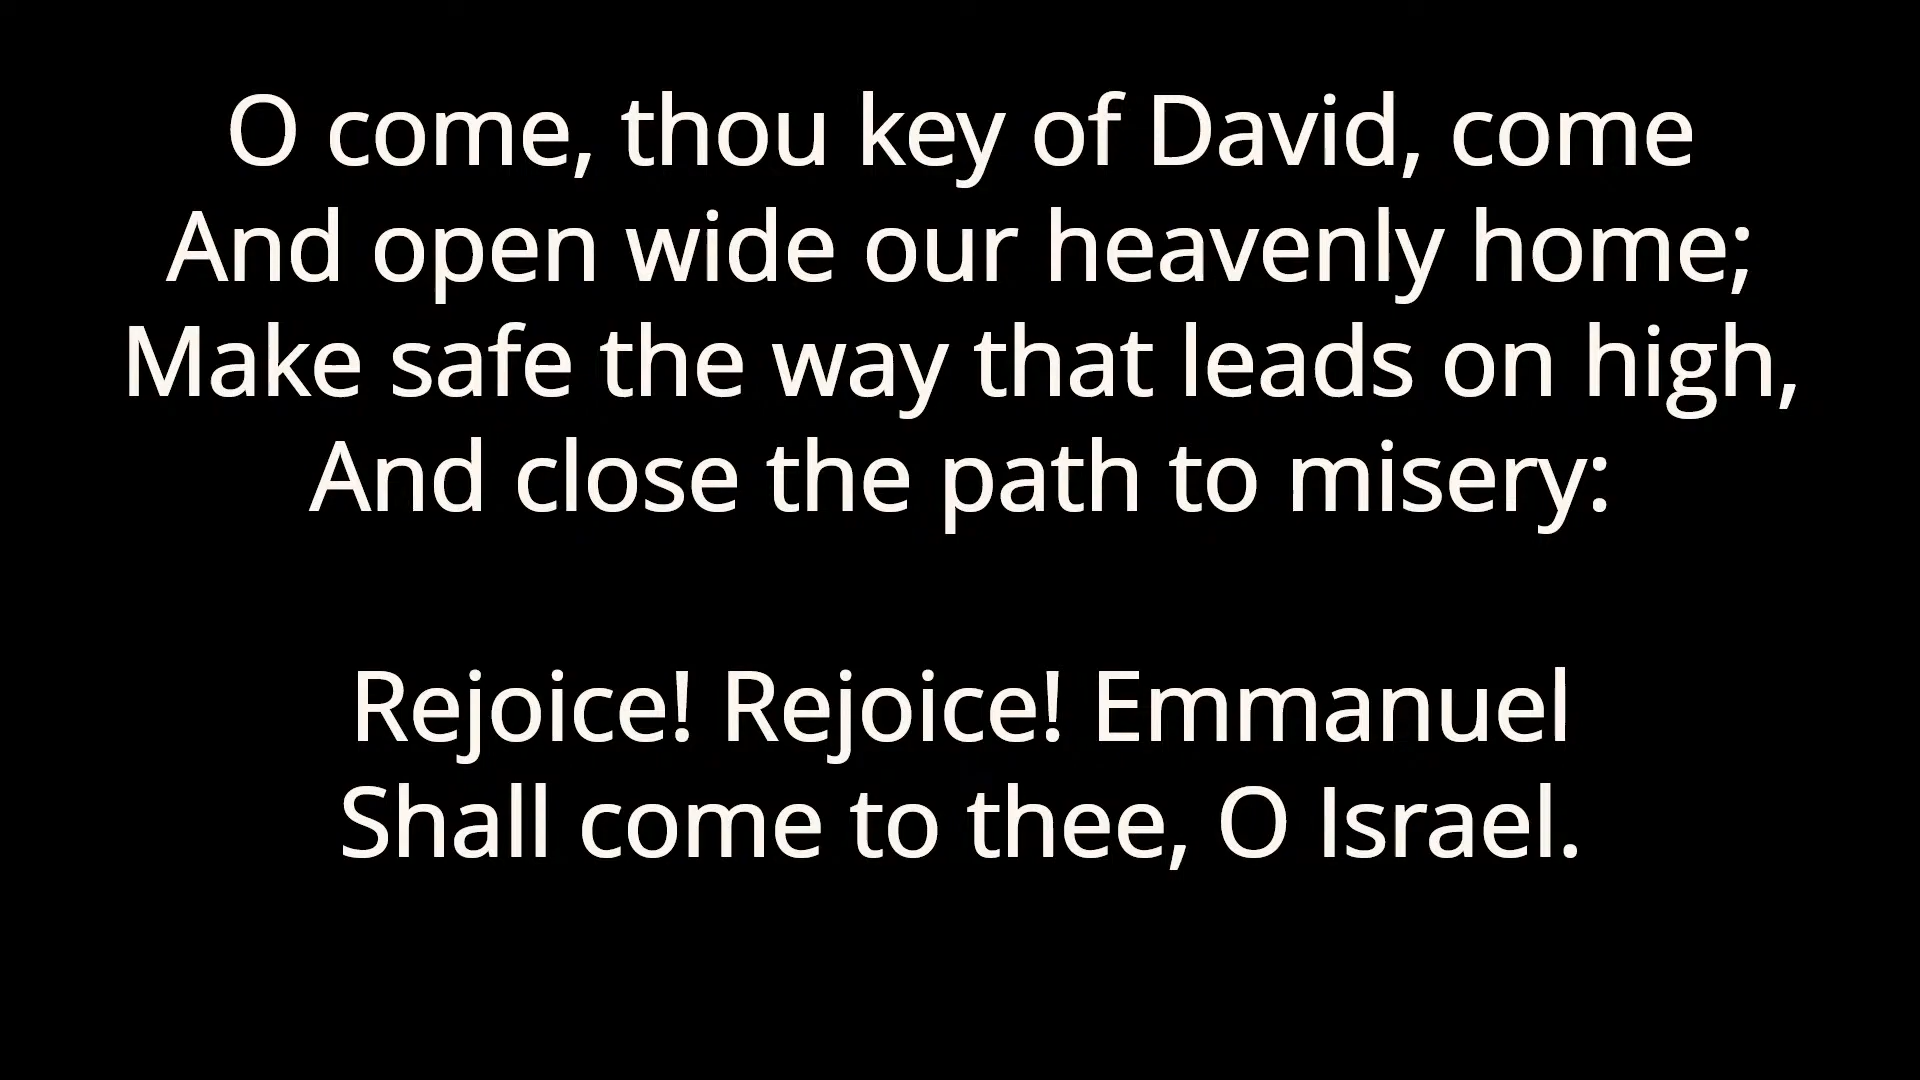 O come, thou key of David, come
And open wide our heavenly home;
Make safe the way that leads on high,
And close the path to misery:
Rejoice! Rejoice! Emmanuel
Shall come to thee, O Israel.